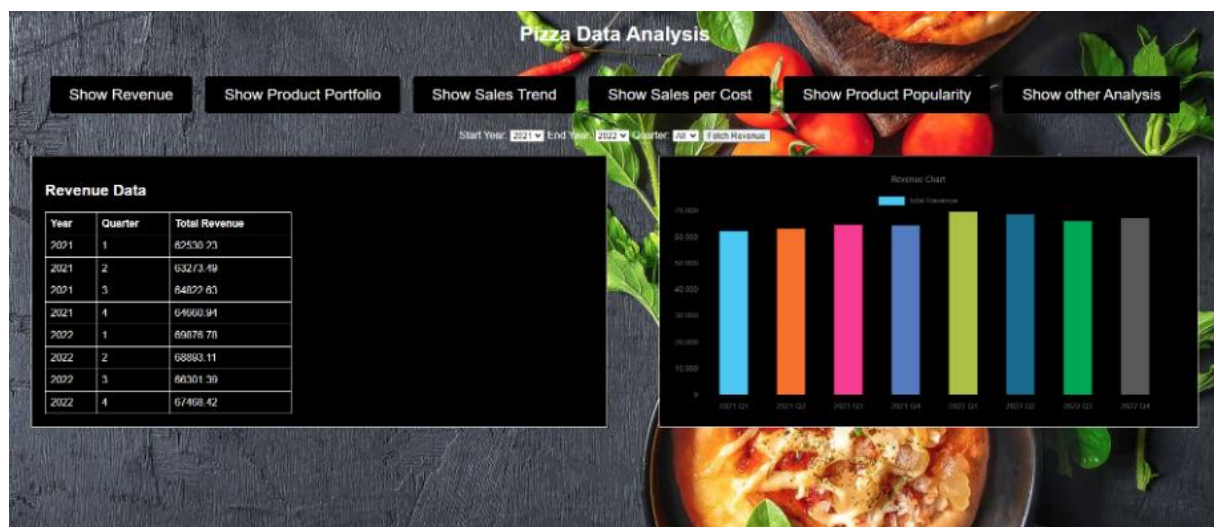 Pizza Data Analysis
Show Revenue Show Product Portfolio Show Sales Trend Show Sales per Cost Show Product Popularity Show other Analysis
Start Year: 2021 End Year: 2022 Quarter: All Fetch Revenue
Revenue Data
Year Quarter Total Revenue
2021 1 62530.23
2021 2 63273.49
2021 3 64822.63
2021 4 64660.94
2022 1 69876.78
2022 2 68893.11
2022 3 66301.39
2022 4 67468.42
Revenue Chart
Total Revenue
70.000
60.000
50.000
40.000
30.000
20.000
10.000
0
2021 Q1 2021 Q2 2021 Q3 2021 Q4 2022 Q1 2022 Q2 2022 Q3 2022 Q4